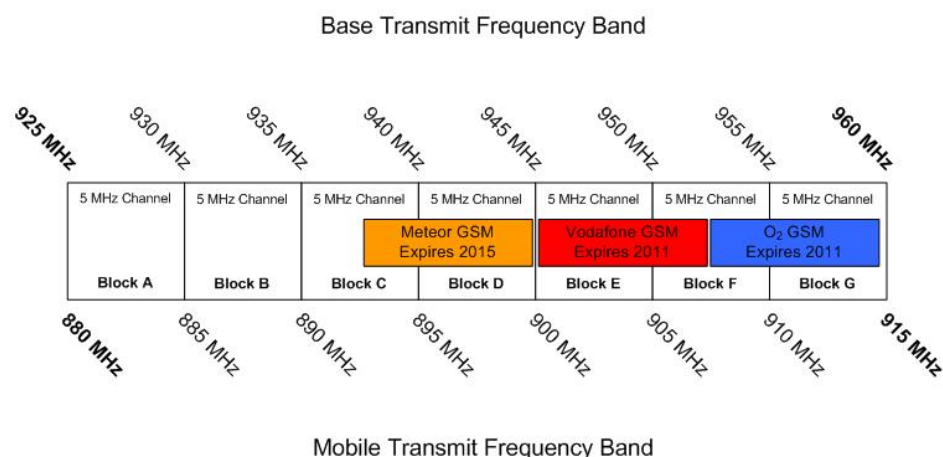 Base Transmit Frequency Band
925 MHz
930 MHz
935 MHz
940 MHz
945 MHz
950 MHz
955 MHz
960 MHz
5 MHz Channel
5 MHz Channel
5 MHz Channel
5 MHz Channel
5 MHz Channel
5 MHz Channel
5 MHz Channel
Meteor GSM
Expires 2015
Vodafone GSM
Expires 2011
O₂ GSM
Expires 2011
Block A
Block B
Block C
Block D
Block E
Block F
Block G
880 MHz
885 MHz
890 MHz
895 MHz
900 MHz
905 MHz
910 MHz
915 MHz
Mobile Transmit Frequency Band